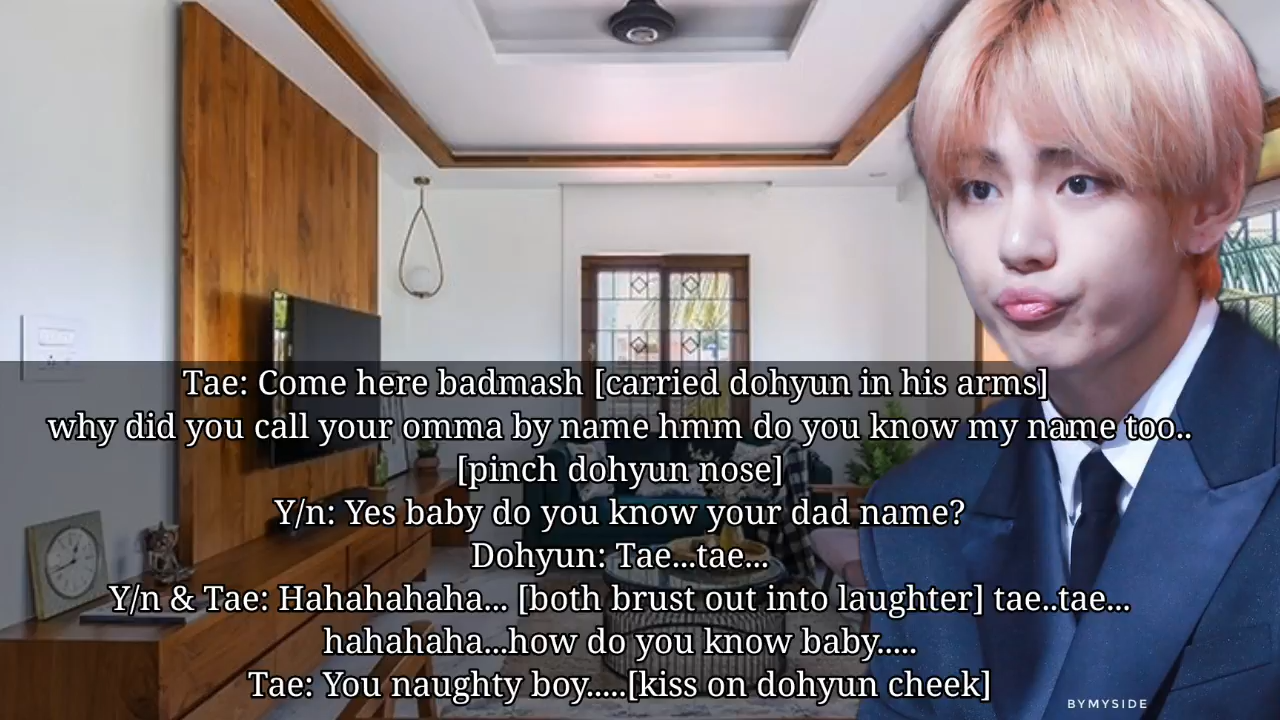 Tae: Come here badmash [carried dohyun in his arms]
why did you call your omma by name hmm do you know my name too..
[pinch dohyun nose]
Y/n: Yes baby do you know your dad name?
Dohyun: Tae...tae...
Y/n & Tae: Hahahahaha... [both brust out into laughter] tae..tae...
hahahaha...how do you know baby.....
Tae: You naughty boy.....[kiss on dohyun cheek]
BYMYSIDE